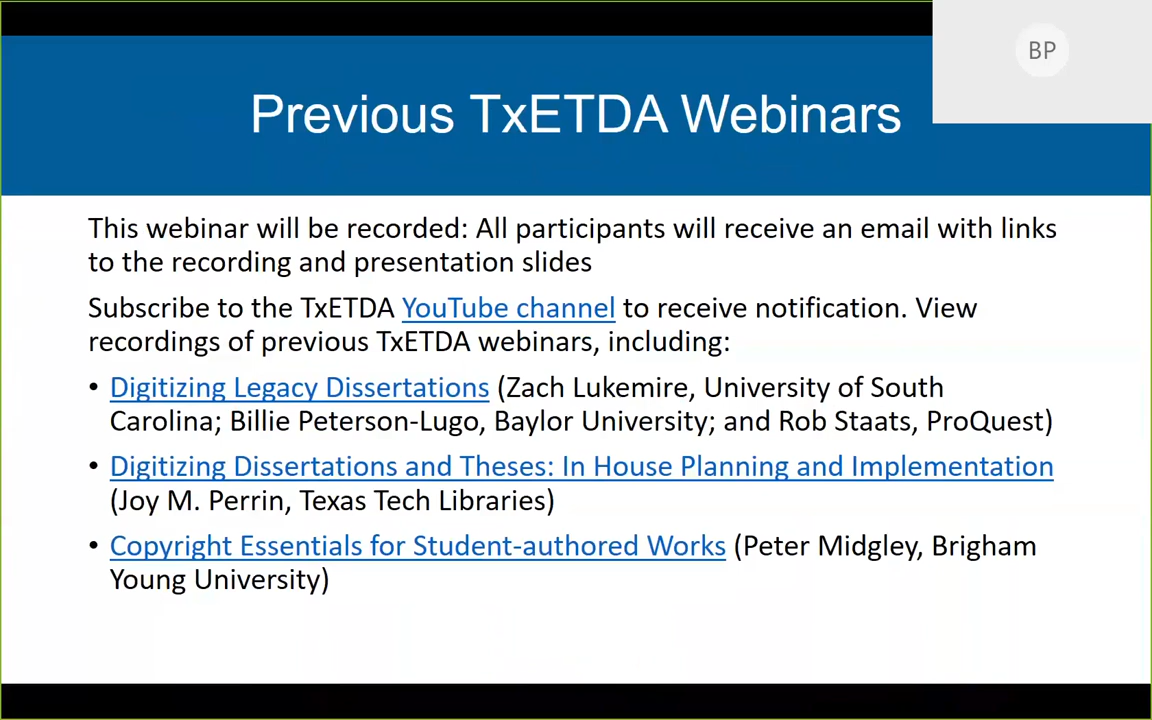 BP
Previous TxETDA Webinars
This webinar will be recorded: All participants will receive an email with links
to the recording and presentation slides
Subscribe to the TxETDA YouTube channel to receive notification. View
recordings of previous TxETDA webinars, including:
• Digitizing Legacy Dissertations (Zach Lukemire, University of South
Carolina; Billie Peterson-Lugo, Baylor University; and Rob Staats, ProQuest)
• Digitizing Dissertations and Theses: In House Planning and Implementation
(Joy M. Perrin, Texas Tech Libraries)
• Copyright Essentials for Student-authored Works (Peter Midgley, Brigham
Young University)